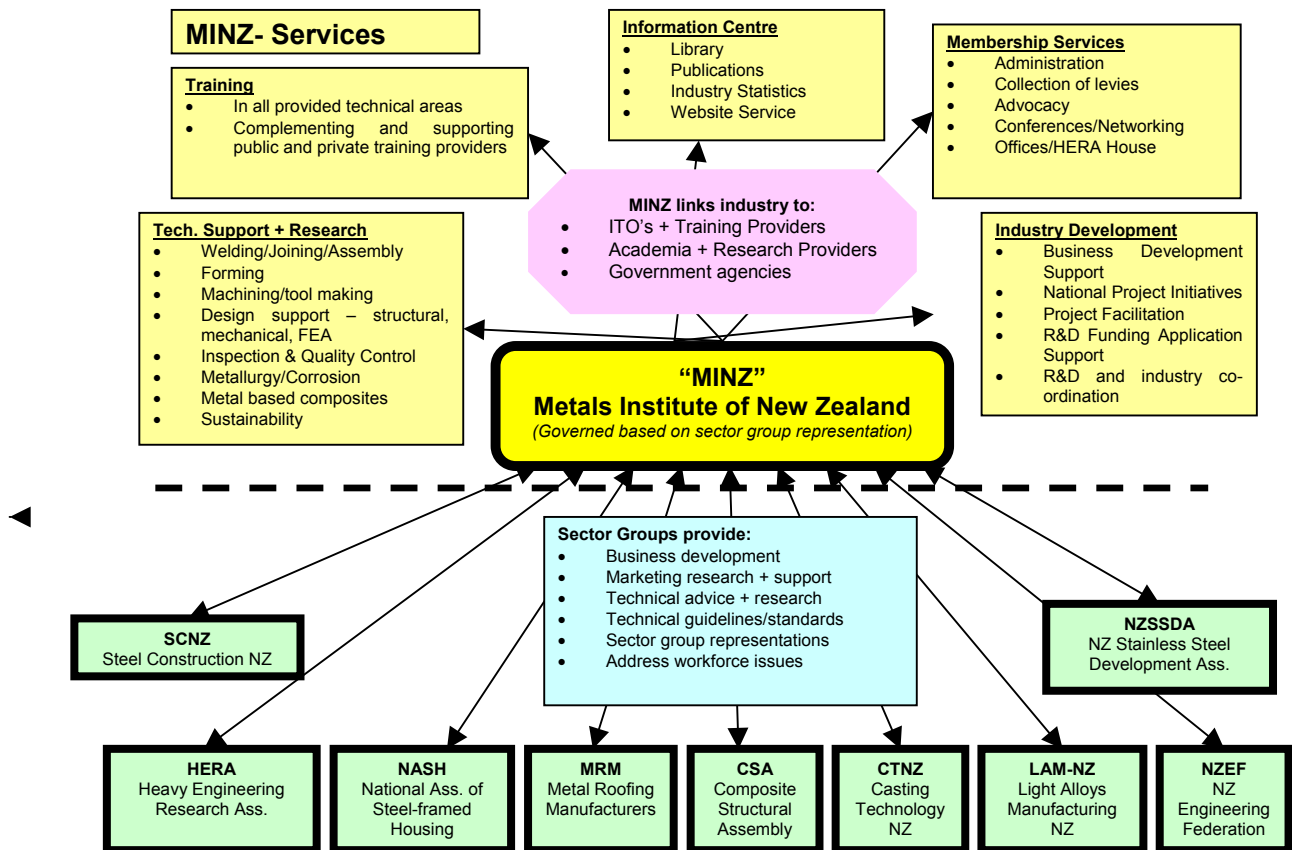 MINZ- Services
Training
• In all provided technical areas
• Complementing and supporting
public and private training providers
Information Centre
• Library
• Publications
• Industry Statistics
• Website Service
Membership Services
• Administration
• Collection of levies
• Advocacy
• Conferences/Networking
• Offices/HERA House
MINZ links industry to:
• ITO's + Training Providers
• Academia + Research Providers
• Government agencies
Tech. Support + Research
• Welding/Joining/Assembly
• Forming
• Machining/tool making
• Design support – structural,
mechanical, FEA
• Inspection & Quality Control
• Metallurgy/Corrosion
• Metal based composites
• Sustainability
Industry Development
• Business Development
Support
• National Project Initiatives
• Project Facilitation
• R&D Funding Application
Support
• R&D and industry co-
ordination
“MINZ”
Metals Institute of New Zealand
(Governed based on sector group representation)
Sector Groups provide:
• Business development
• Marketing research + support
• Technical advice + research
• Technical guidelines/standards
• Sector group representations
• Address workforce issues
SCNZ
Steel Construction NZ
NZSSDA
NZ Stainless Steel
Development Ass.
HERA
Heavy Engineering
Research Ass.
NASH
National Ass. of
Steel-framed
Housing
MRM
Metal Roofing
Manufacturers
CSA
Composite
Structural
Assembly
CTNZ
Casting
Technology
NZ
LAM-NZ
Light Alloys
Manufacturing
NZ
NZEF
NZ
Engineering
Federation